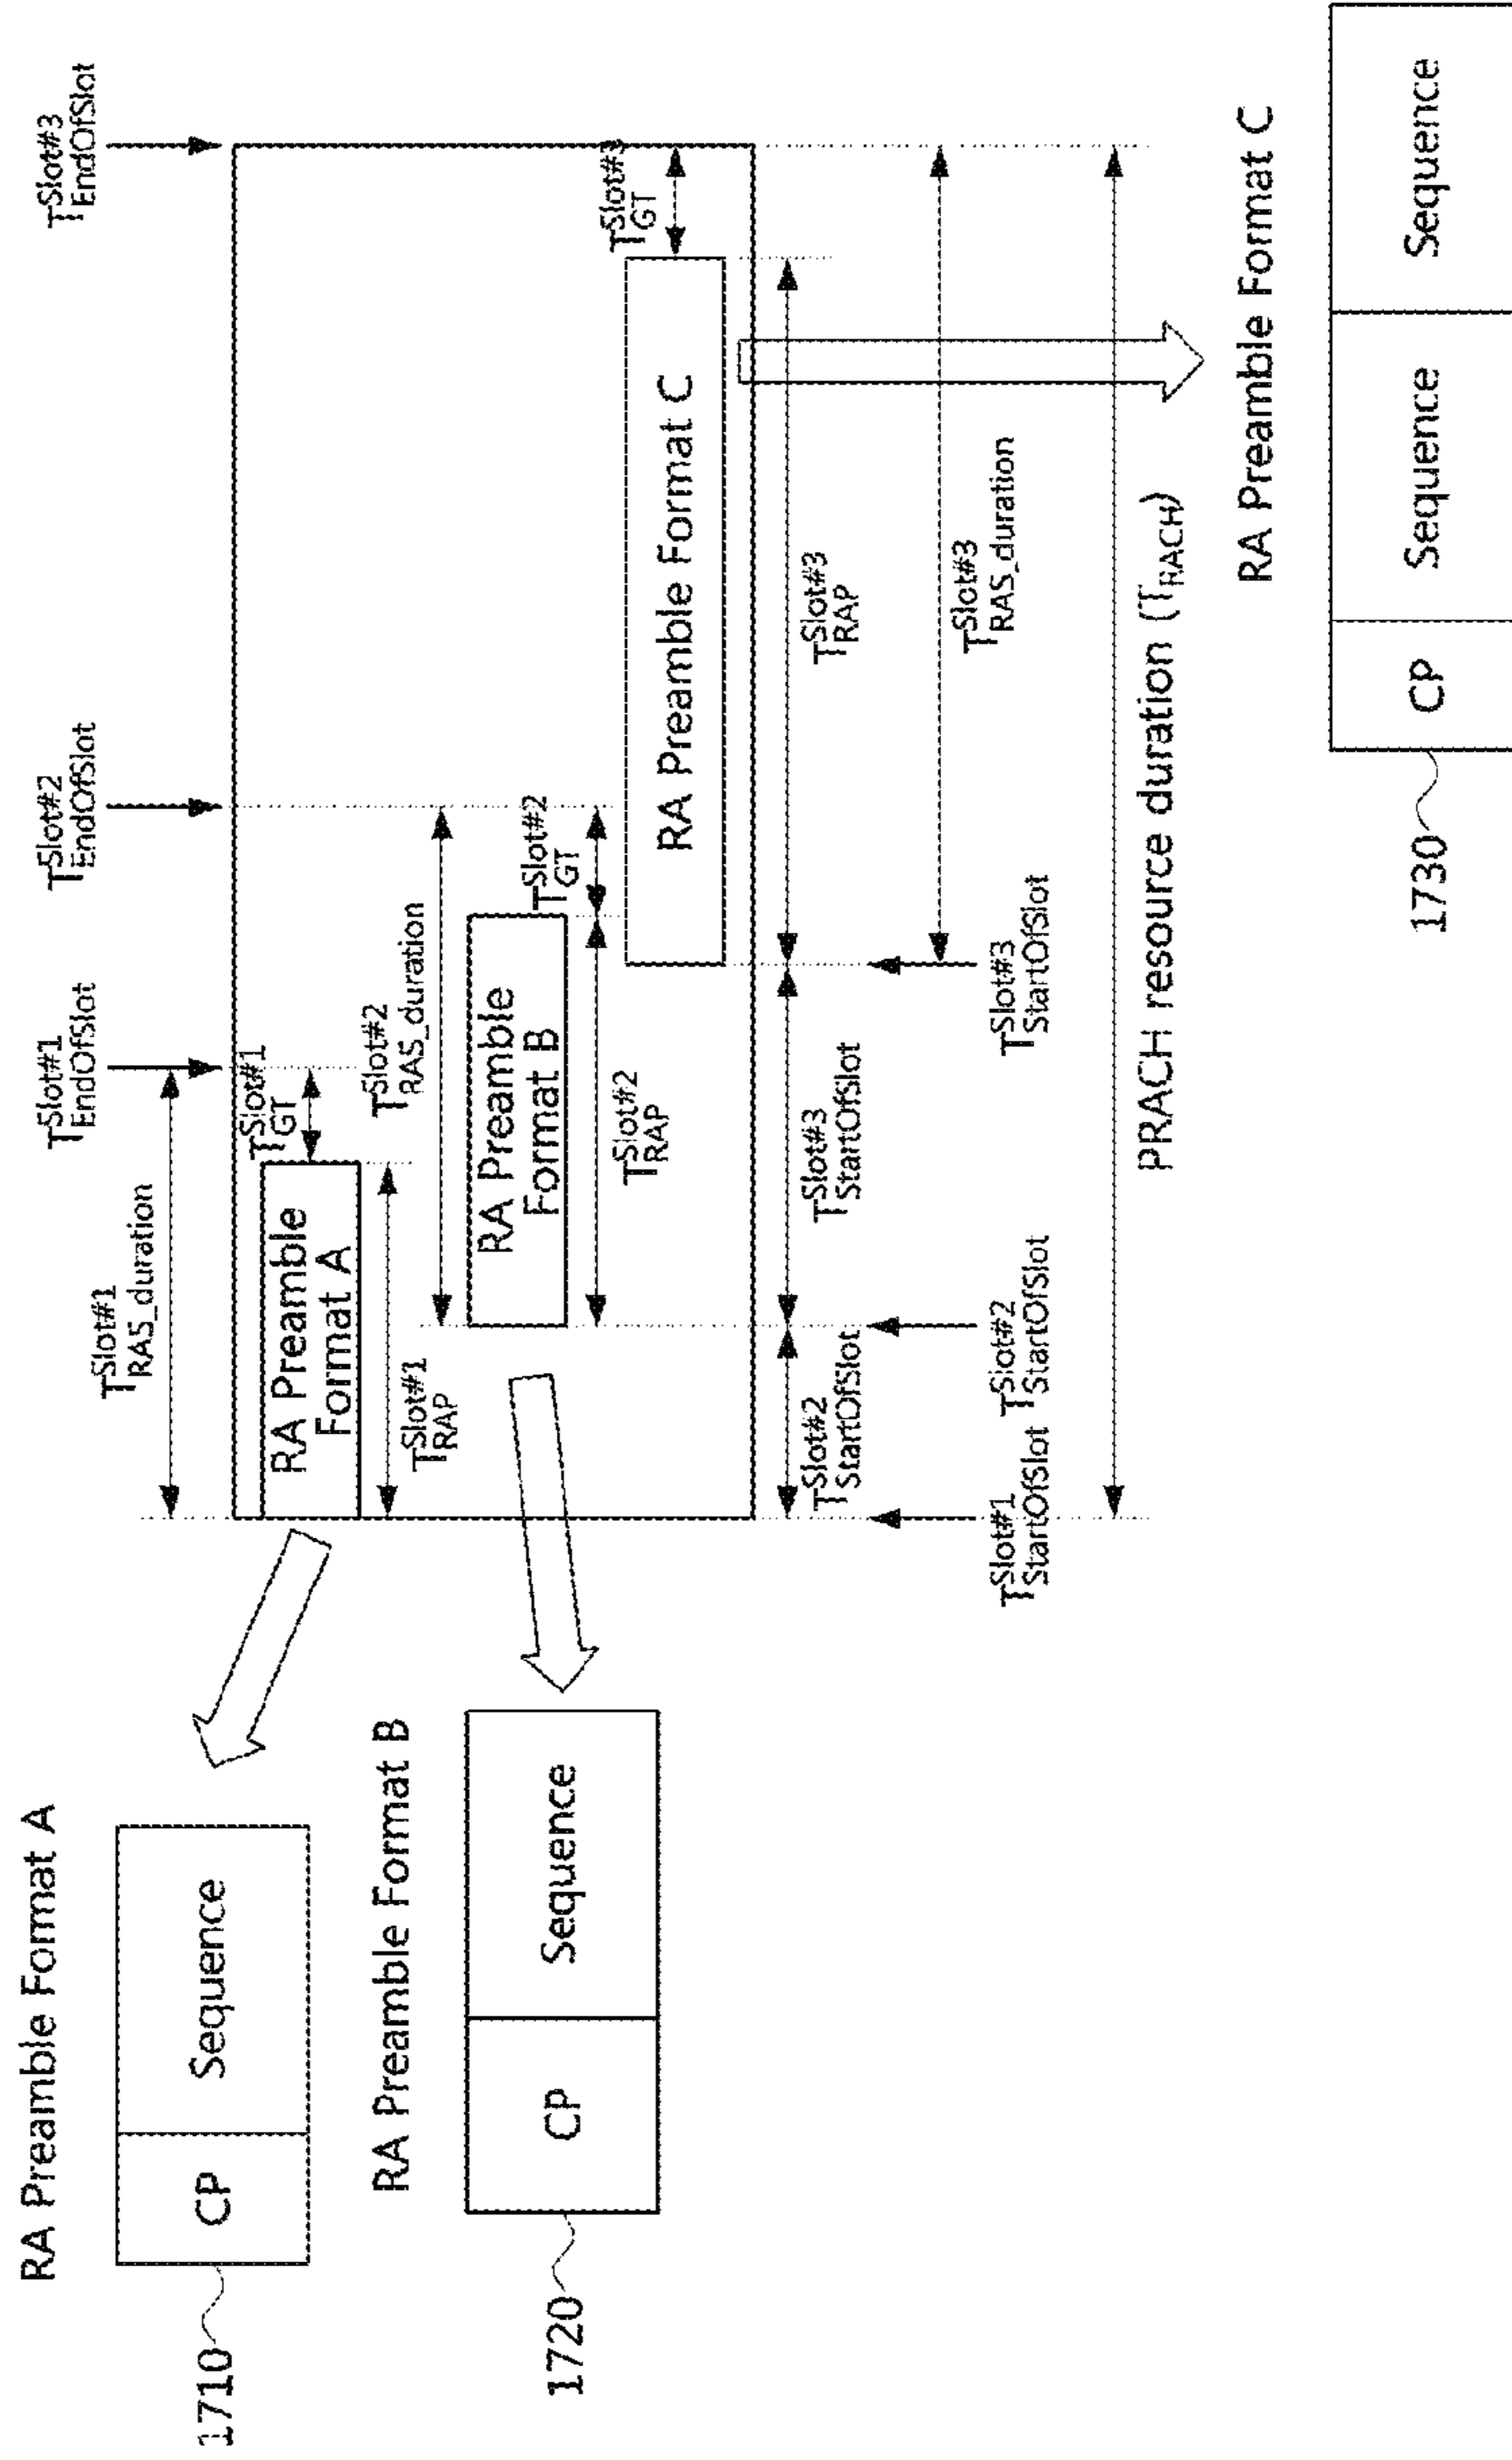 RA Preamble Format A
CP
Sequence
1710
RA Preamble Format B
CP
Sequence
1720
T^Slot#1_EndOfSlot
T^Slot#2_EndOfSlot
T^Slot#3_EndOfSlot
T^Slot#1_RAS_duration
T^Slot#1_GT
RA Preamble
Format A
T^Slot#1_RAP
T^Slot#2_RAS_duration
RA Preamble
Format B
T^Slot#2_GT
T^Slot#2_RAP
T^Slot#3_GT
RA Preamble Format C
T^Slot#2_StartOfSlot
T^Slot#3_StartOfSlot
T^Slot#3_RAP
T^Slot#3_RAS_duration
T^Slot#1_StartOfSlot
T^Slot#2_StartOfSlot
T^Slot#3_StartOfSlot
PRACH resource duration (T_RACH)
RA Preamble Format C
CP
Sequence
Sequence
1730